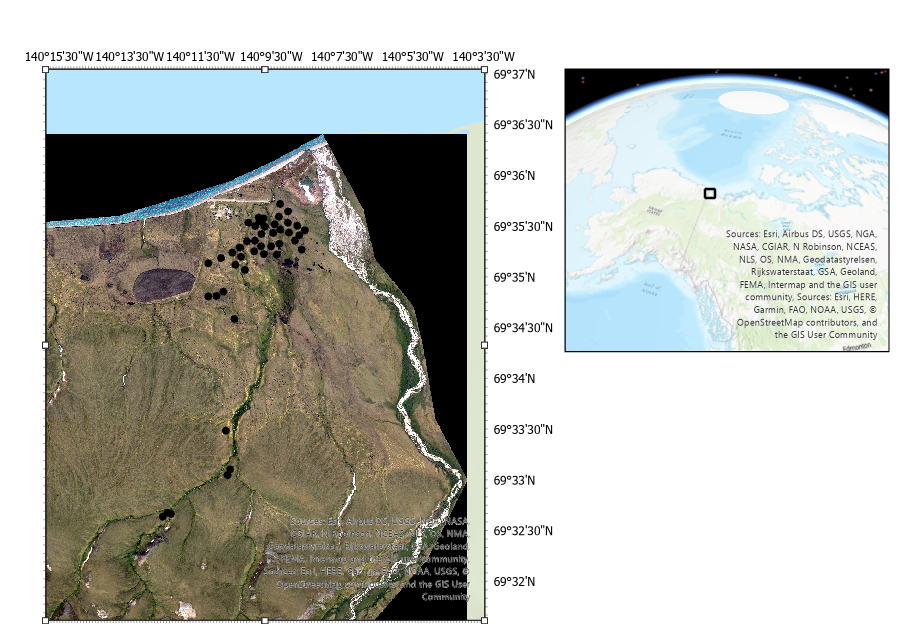 140°15'30"W 140°13'30"W 140°11'30"W 140°9'30"W 140°7'30"W 140°5'30"W 140°3'30"W
69°37'N
69°36'30"N
69°36'N
69°35'30"N
69°35'N
69°34'30"N
69°34'N
69°33'30"N
69°33'N
69°32'30"N
69°32'N
Sources: Esri, Airbus DS, USGS, NGA, NASA,
CGIAR, N Robinson, NCEAS, NLS, OS, NMA,
Geodatastyrelsen, Rijkswaterstaat, GSA, Geoland,
FEMA, Intermap and the GIS user community,
Sources: Esri, HERE, Garmin, FAO, NOAA, USGS, ©
OpenStreetMap contributors, and the GIS User
Community
Sources: Esri, Airbus DS, USGS, NGA,
NASA, CGIAR, N Robinson, NCEAS,
NLS, OS, NMA, Geodatastyrelsen,
Rijkswaterstaat, GSA, Geoland,
FEMA, Intermap and the GIS user
community, Sources: Esri, HERE,
Garmin, FAO, NOAA, USGS, ©
OpenStreetMap contributors, and
the GIS User Community
Edmonton